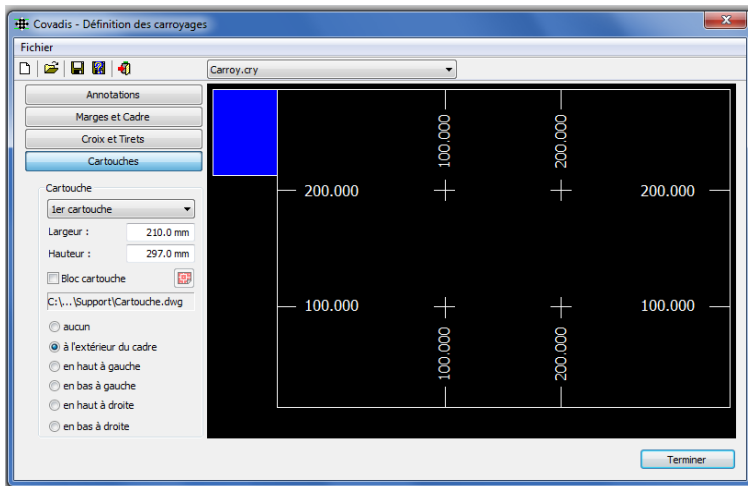 Covadis - Définition des carroyages
Fichier
Carroy.cry
Annotations
Marges et Cadre
Croix et Tirets
Cartouches
Cartouche
1er cartouche
Largeur : 210.0 mm
Hauteur : 297.0 mm
Bloc cartouche
C:\...\Support\Cartouche.dwg
aucun
à l'extérieur du cadre
en haut à gauche
en bas à gauche
en haut à droite
en bas à droite
100.000 200.000
200.000 200.000
100.000 100.000
100.000 200.000
Terminer